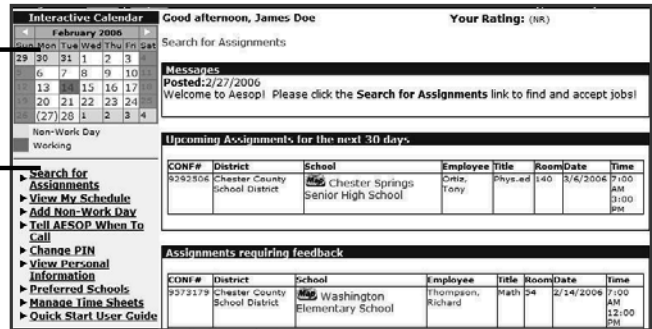 Interactive Calendar
February 2006
Sun Mon Tue Wed Thu Fri Sat
29 30 31 1 2 3 4
6 7 8 9 10 11
12 13 14 15 16 17 18
19 20 21 22 23 24 25
26 (27) 28 1 2 3 4
Non-Work Day
Working
Search for
Assignments
View My Schedule
Add Non-Work Day
Tell AESOP When To
Call
Change PIN
View Personal
Information
Preferred Schools
Manage Time Sheets
Quick Start User Guide
Good afternoon, James Doe
Your Rating: (NR)
Search for Assignments
Messages
Posted:2/27/2006
Welcome to Aesop! Please click the Search for Assignments link to find and accept jobs!
Upcoming Assignments for the next 30 days
CONF# District School Employee Title Room Date Time
9292506 Chester County Chester Springs Ortiz, Phys.ed 140 3/6/2006 7:00
School District Senior High School Tony AM
3:00
PM
Assignments requiring feedback
CONF# District School Employee Title Room Date Time
9373179 Chester County Washington Thompson, Math 54 2/14/2006 7:00
School District Elementary School Richard AM
12:00
PM